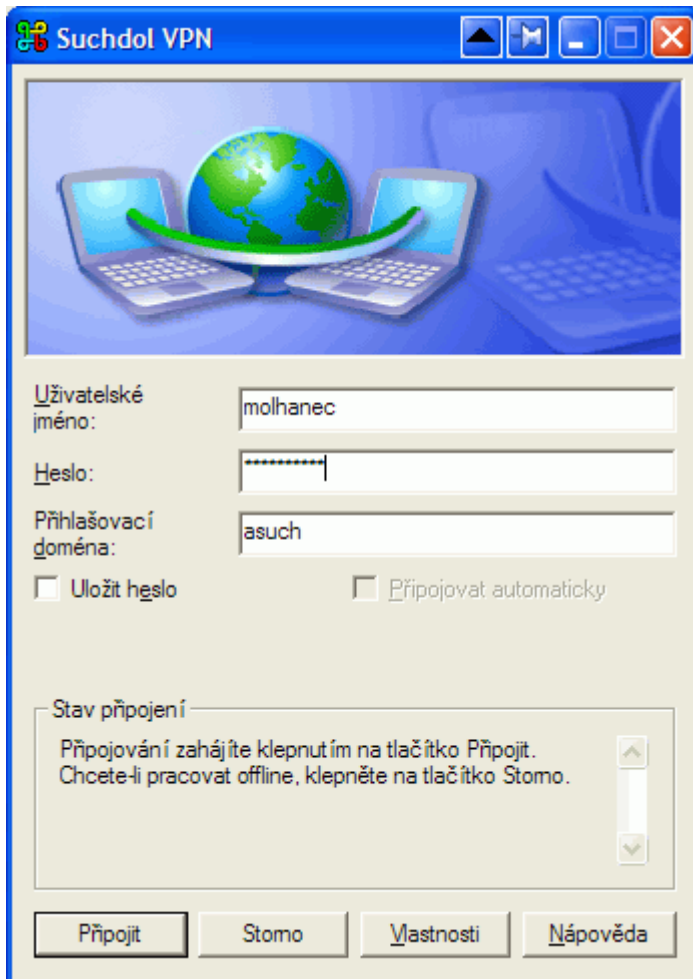 Suchdol VPN
Uživatelské
jméno:
molhanec
Heslo:
**********
Přihlašovací
doména:
asuch
Uložit heslo
Připojovat automaticky
Stav připojení
Připojování zahájíte klepnutím na tlačítko Připojit.
Chcete-li pracovat offline, klepněte na tlačítko Storno.
Připojit
Storno
Vlastnosti
Nápověda